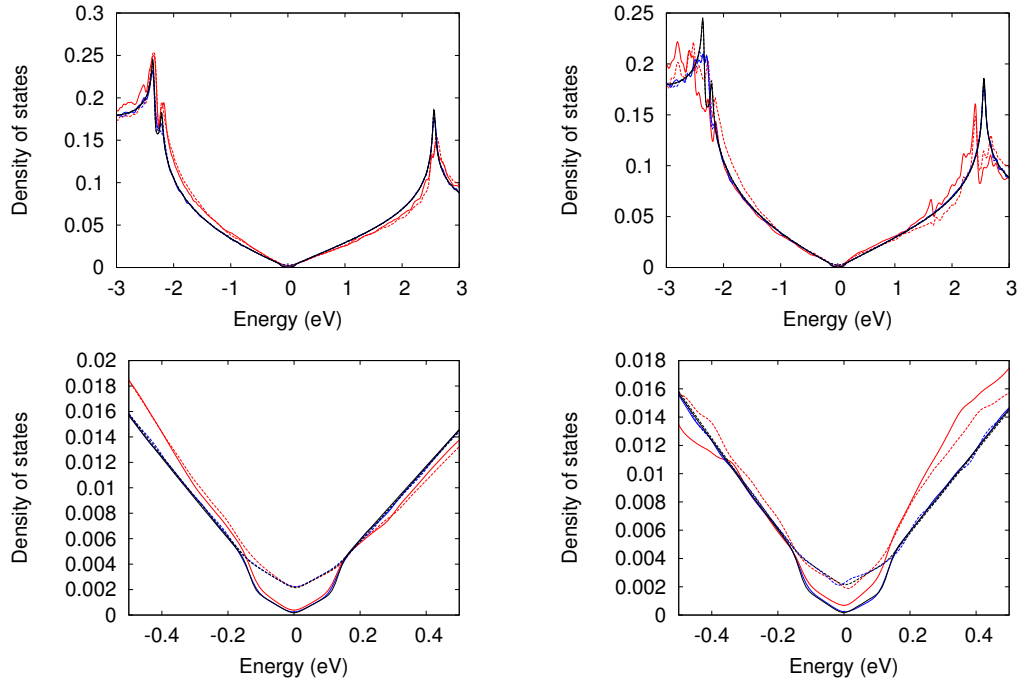 0.3
0.25
0.2
0.15
0.1
0.05
0
Density of states
-3 -2 -1 0 1 2 3
Energy (eV)
0.25
0.2
0.15
0.1
0.05
0
Density of states
-3 -2 -1 0 1 2 3
Energy (eV)
0.02
0.018
0.016
0.014
0.012
0.01
0.008
0.006
0.004
0.002
0
Density of states
-0.4 -0.2 0 0.2 0.4
Energy (eV)
0.018
0.016
0.014
0.012
0.01
0.008
0.006
0.004
0.002
0
Density of states
-0.4 -0.2 0 0.2 0.4
Energy (eV)